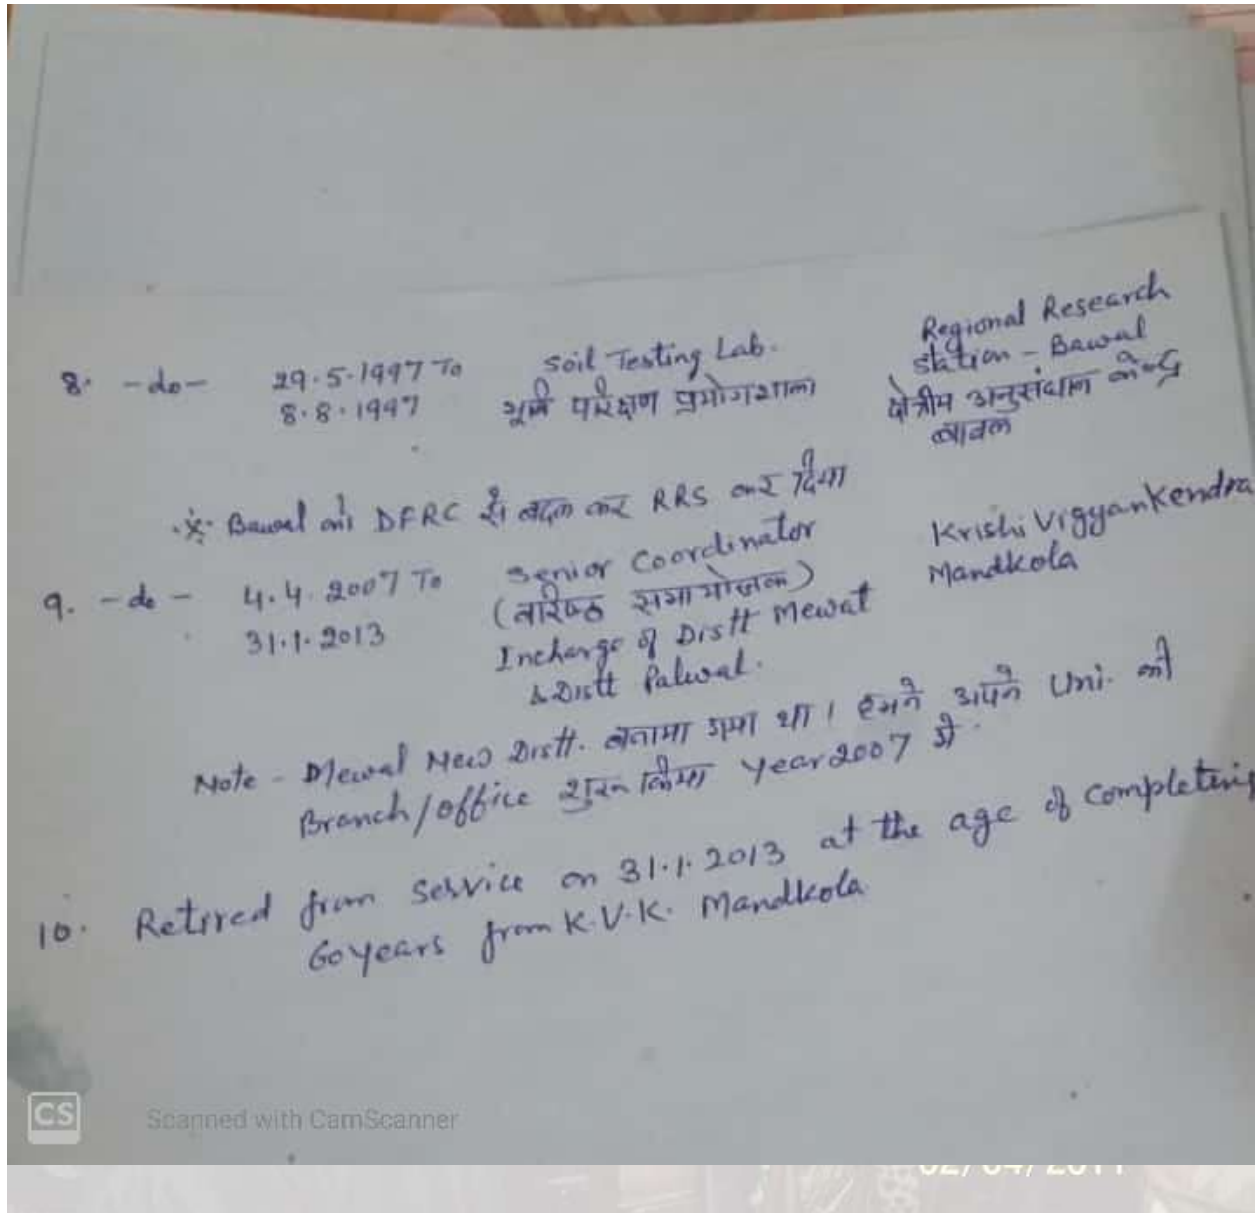 8. -do- 29.5.1997 To Soil Testing Lab. Regional Research
8.8.1997 भूमि परीक्षण प्रयोगशाला Station - Bawal
क्षेत्रीय अनुसंधान केन्द्र
बावल
Bawal को DFRC से बदल कर RRS कर दिया
9. -do- 4.4.2007 To Senior Coordinator Krishi Vigyan Kendra
31.1.2013 (वरिष्ठ समायोजक) Mandkola
Incharge of Distt Mewat
& Distt Palwal.
Note - Mewat New Distt. बनाया गया था। हमने अपने Uni. की
Branch/office शुरू किया year 2007 में.
10. Retired from Service on 31.1.2013 at the age of completing
60 years from K.V.K. Mandkola
CS Scanned with CamScanner